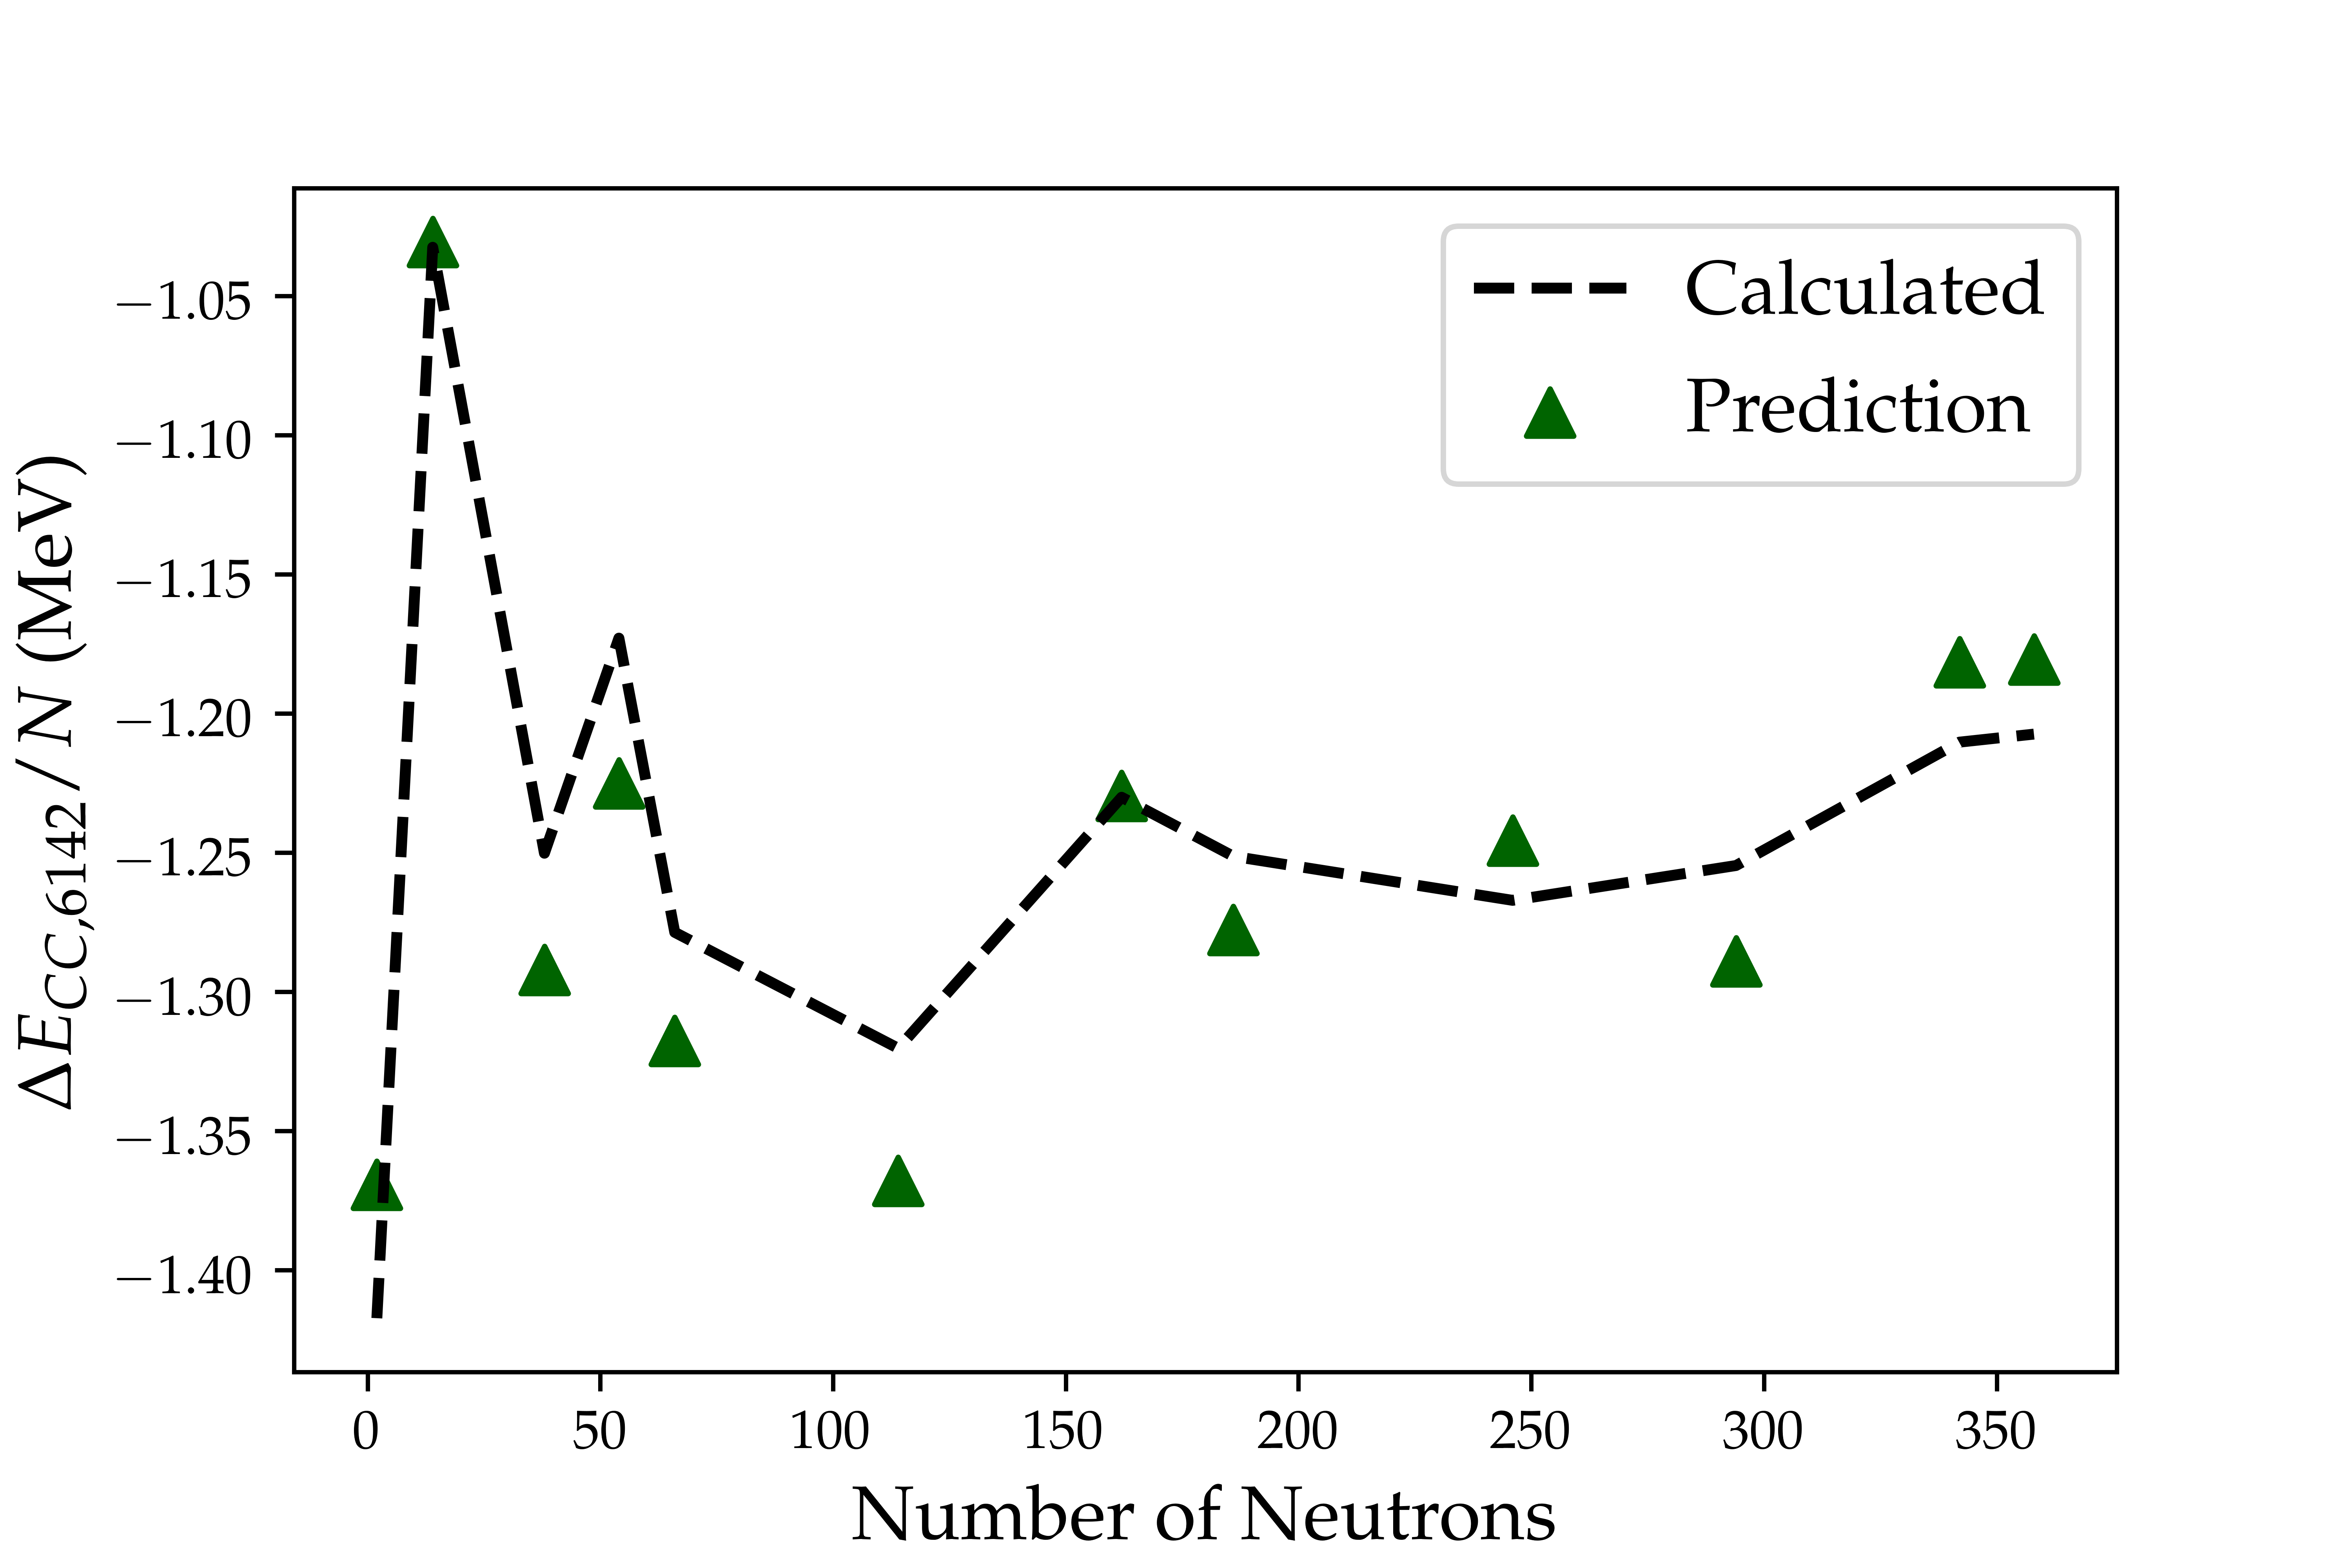 Calculated
Prediction
−1.05
−1.10
−1.15
−1.20
−1.25
−1.30
−1.35
−1.40
ΔE_{CC,6142}/N (MeV)
0 50 100 150 200 250 300 350
Number of Neutrons